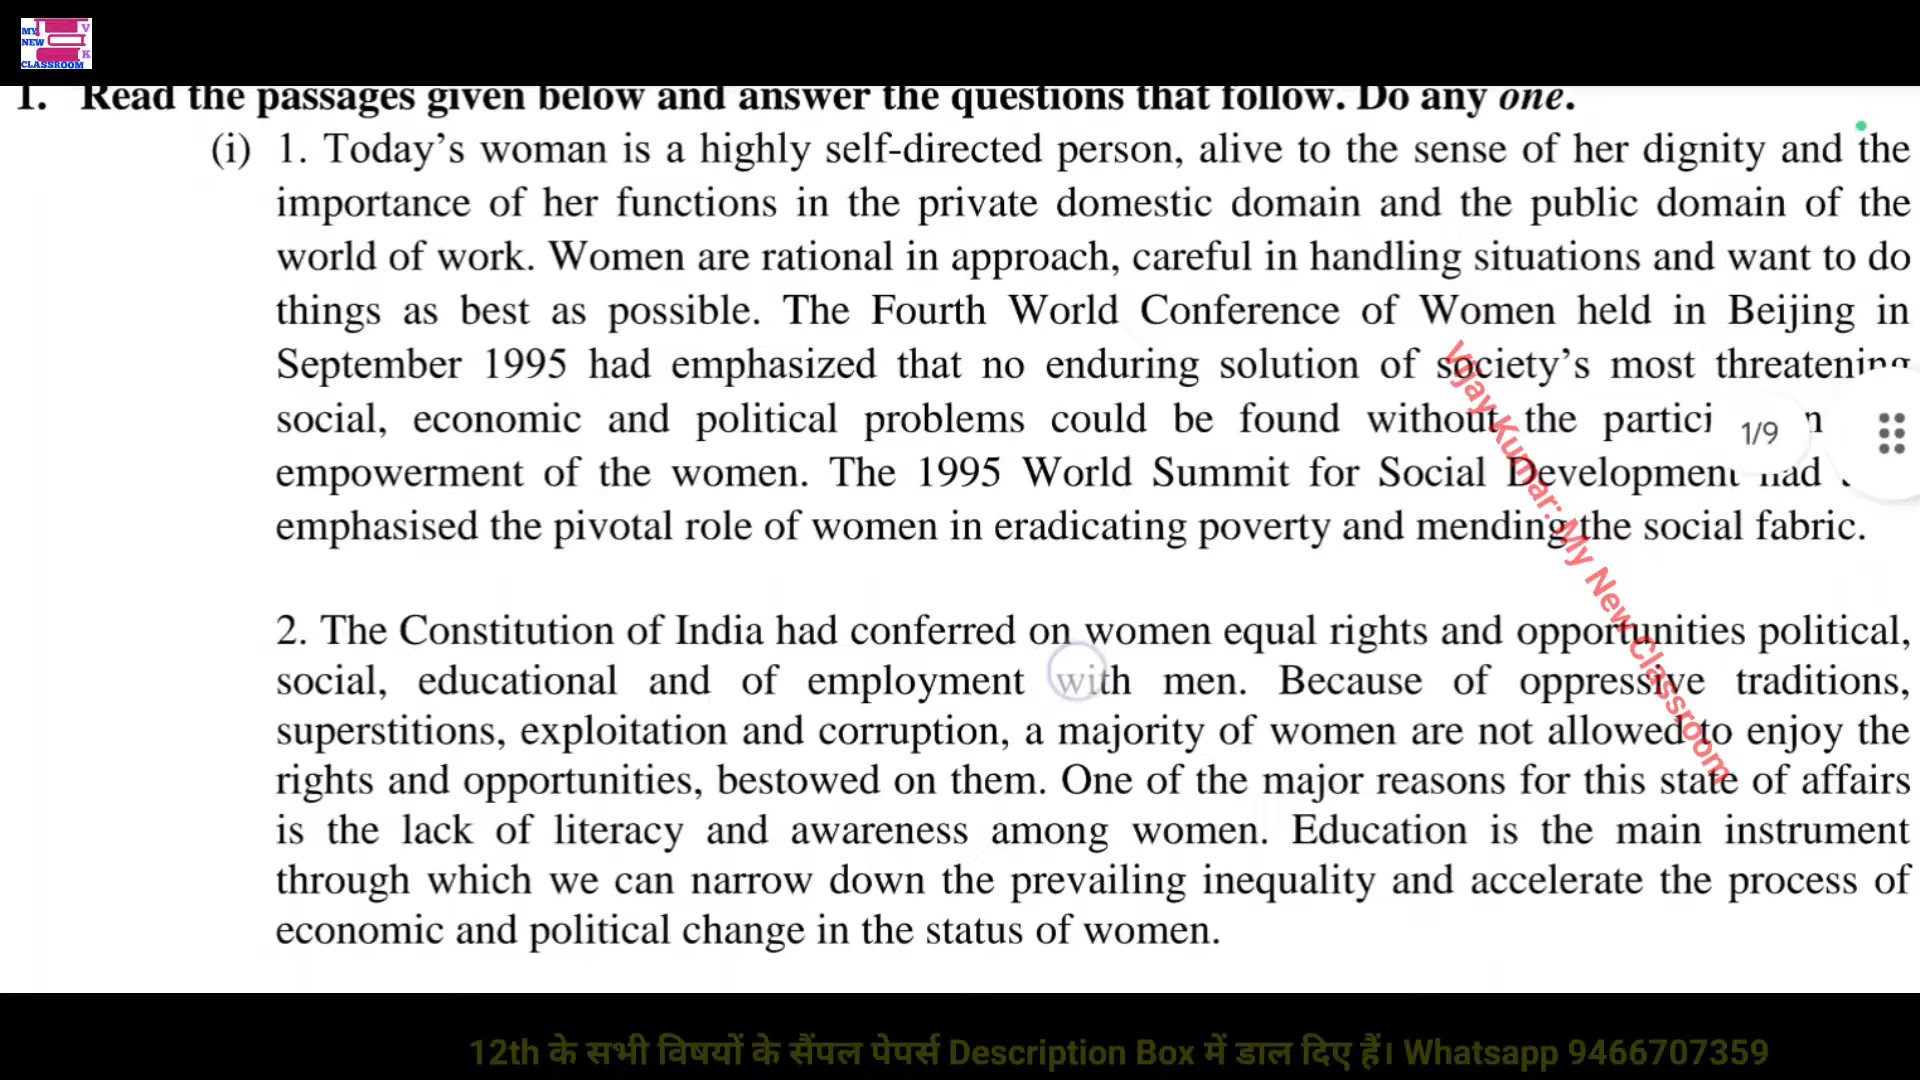 MY
NEW
CLASSROOM
V
K
1. Read the passages given below and answer the questions that follow. Do any one.
(i) 1. Today’s woman is a highly self-directed person, alive to the sense of her dignity and the
importance of her functions in the private domestic domain and the public domain of the
world of work. Women are rational in approach, careful in handling situations and want to do
things as best as possible. The Fourth World Conference of Women held in Beijing in
September 1995 had emphasized that no enduring solution of society’s most threatening
social, economic and political problems could be found without the
1/9
empowerment of the women. The 1995 World Summit for Social Development had
emphasised the pivotal role of women in eradicating poverty and mending the social fabric.
Vijay Kumar: My New Classroom
2. The Constitution of India had conferred on women equal rights and opportunities political,
social, educational and of employment with men. Because of oppressive traditions,
superstitions, exploitation and corruption, a majority of women are not allowed to enjoy the
rights and opportunities, bestowed on them. One of the major reasons for this state of affairs
is the lack of literacy and awareness among women. Education is the main instrument
through which we can narrow down the prevailing inequality and accelerate the process of
economic and political change in the status of women.
12th के सभी विषयों के सैंपल पेपर्स Description Box में डाल दिए हैं। Whatsapp 9466707359